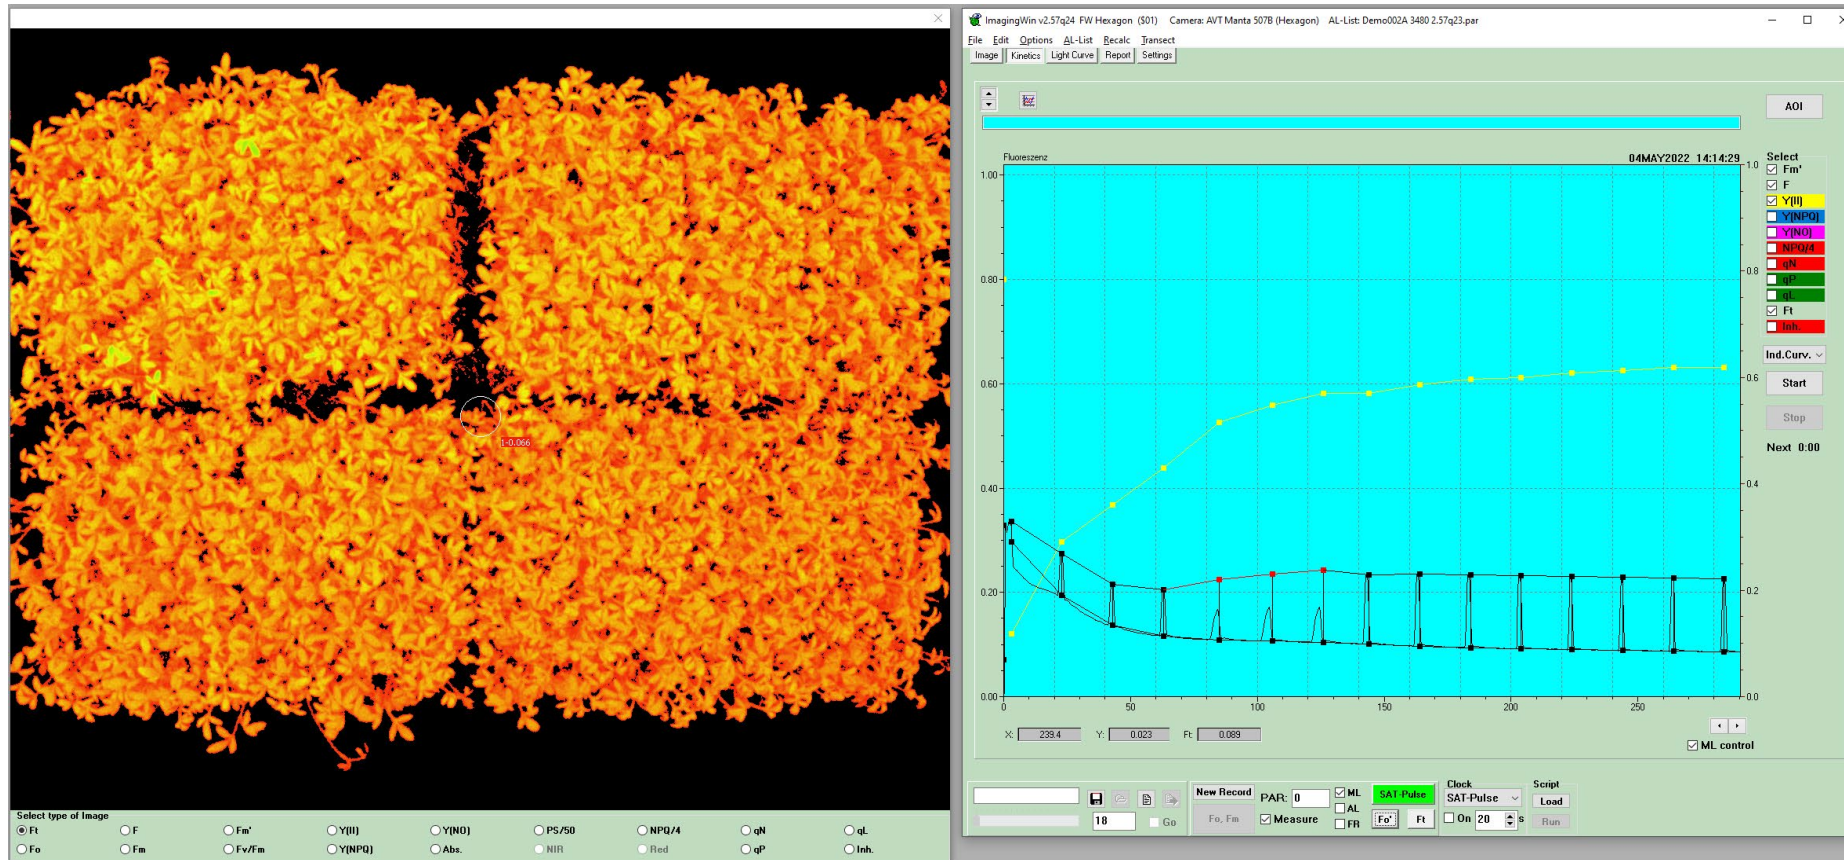 1-0.066
Select type of Image
Ft F Fm' Y(II) Y(NO) PS/50 NPQ/4 qN qL
Fo Fm Fv/Fm Y(NPQ) Abs. NIR Red qP Inh.
ImagingWin v2.57q24 FW Hexagon ($01) Camera: AVT Manta 507B (Hexagon) AL-List: Demo002A 3480 2.57q23.par
File Edit Options AL-List Recalc Transect
Image Kinetics Light Curve Report Settings
AOI
Fluoreszenz 04MAY2022 14:14:29
1.00
0.80
0.60
0.40
0.20
0.00
1.0
0.8
0.6
0.4
0.2
0.0
0 50 100 150 200 250
Select
Fm'
F
Y(II)
Y(NPQ)
Y(NO)
NPQ/4
qN
qP
qL
Ft
Inh.
Ind.Curv.
Start
Stop
Next 0:00
X: 239.4 Y: 0.023 Ft: 0.089
ML control
18 Go
New Record PAR: 0 ML SAT-Pulse
AL
Fo, Fm Measure FR Fo' Ft
Clock
SAT-Pulse
On 20 s
Script
Load
Run